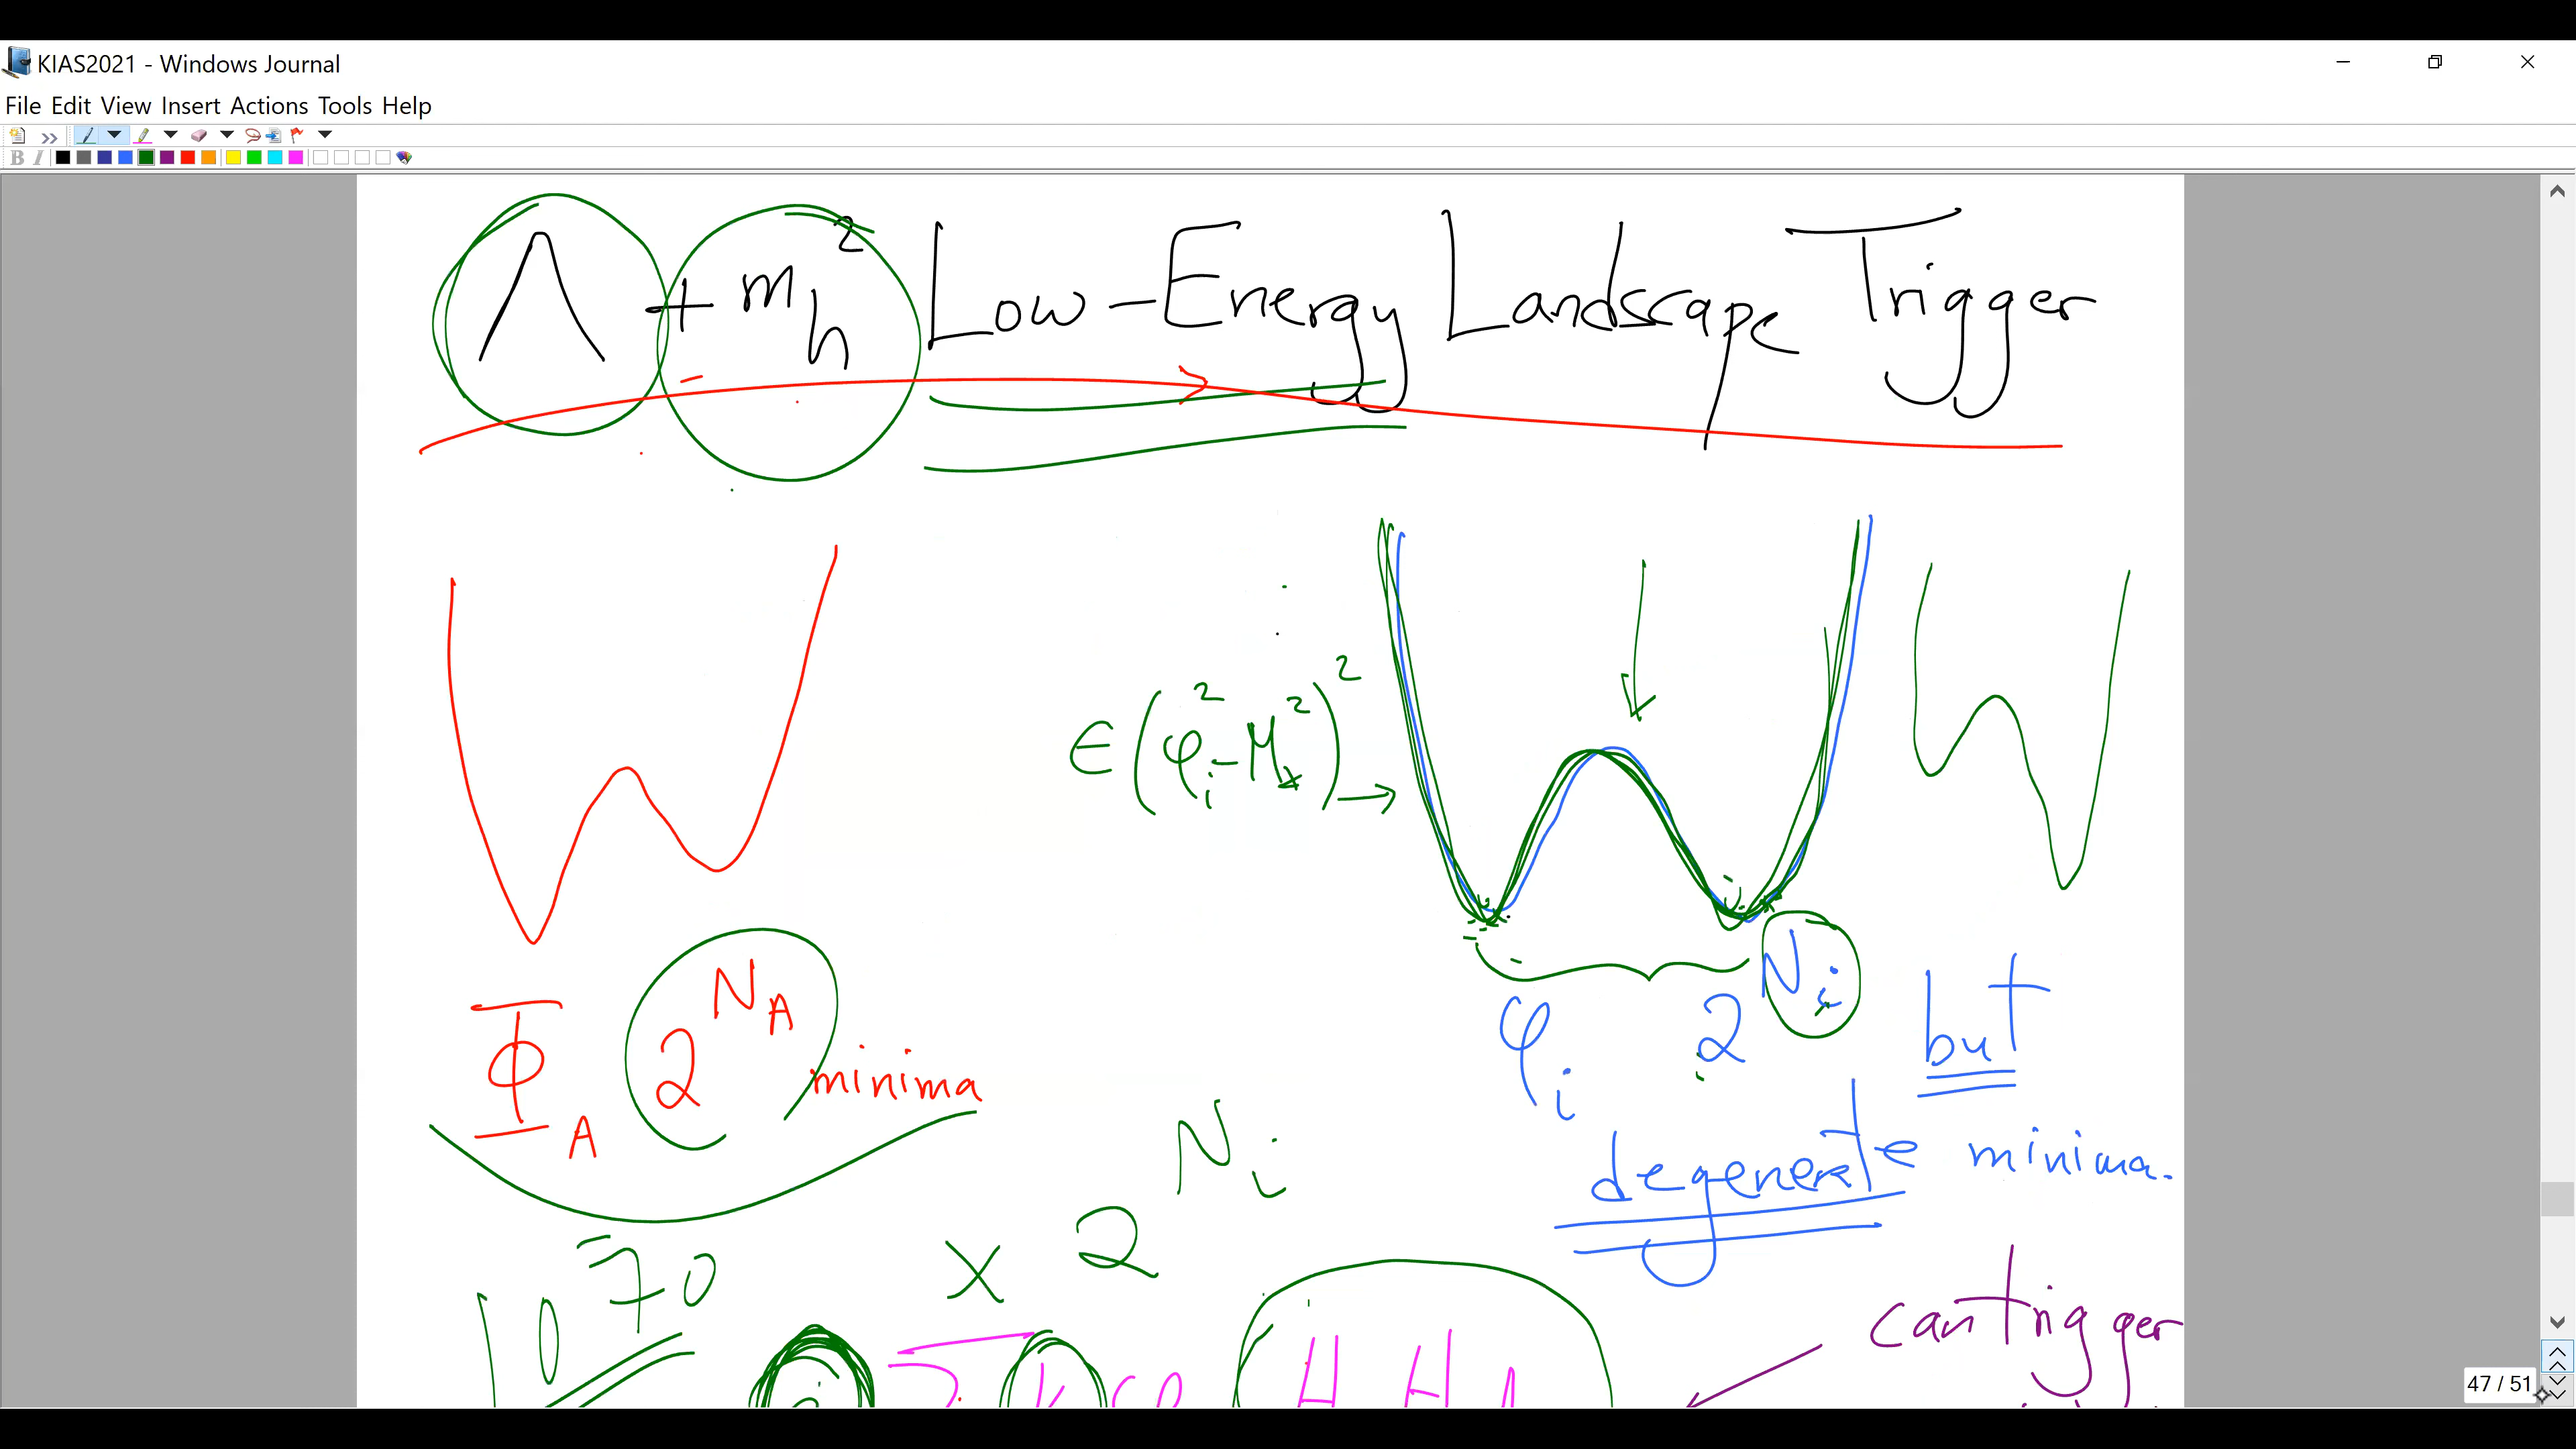 KIAS2021 - Windows Journal
File Edit View Insert Actions Tools Help
B I
Λ + m_h^2 Low-Energy Landscape Trigger
ϵ(φ_i^2 - M_*^2)^2 →
Φ_A 2^{N_A} minima
φ_i 2^{N_i} but
degenerate minima.
10^{70} × 2^{N_i}
can trigger
47 / 51